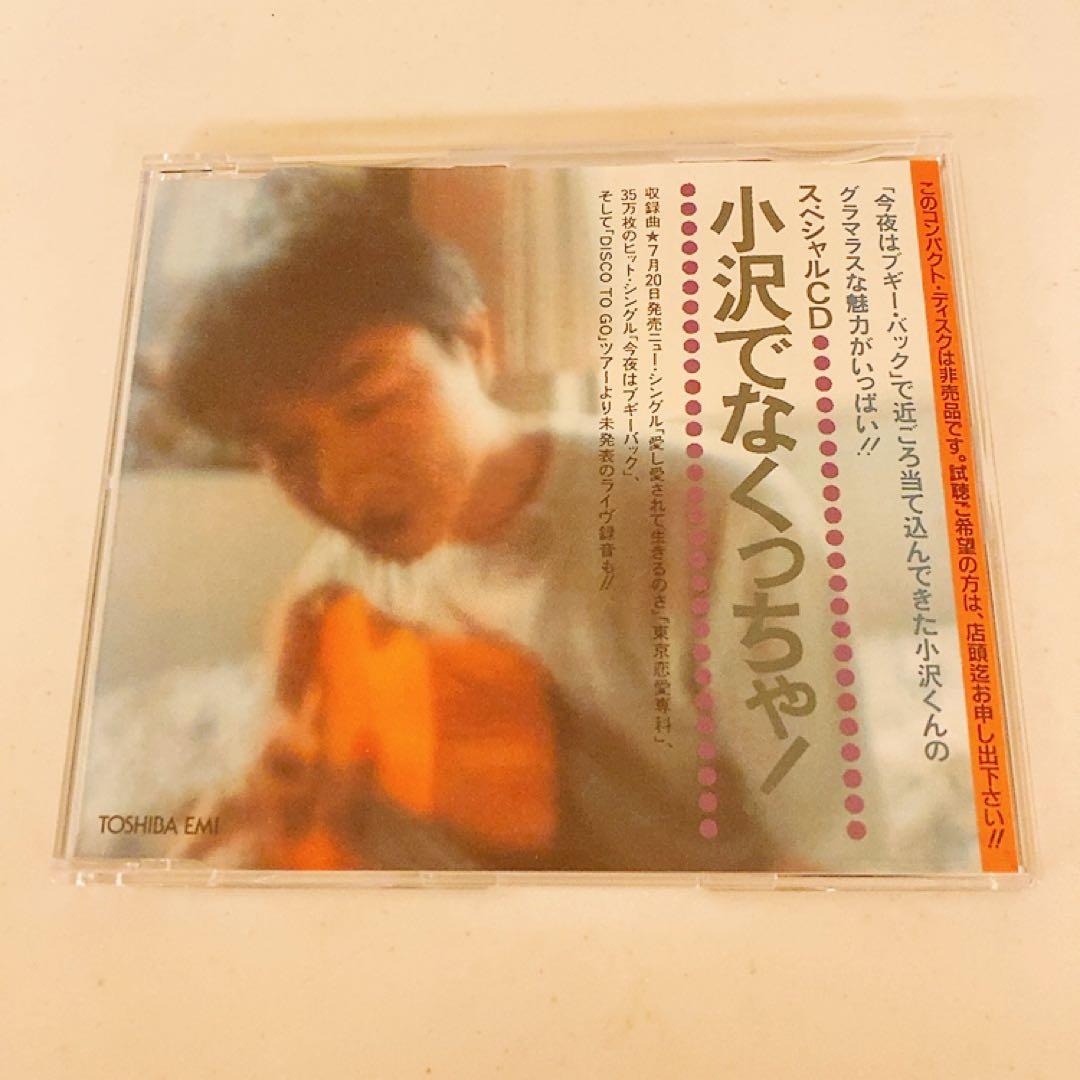 このコンパクト・ディスクは非売品です。試聴ご希望の方は、店頭迄お申し出下さい!!
「今夜はブギー・バック」で近ごろ当て込んできた小沢くんの
グラマラスな魅力がいっぱい!!
スペシャルCD
小沢でなくっちゃ!
収録曲★7月20日発売ニュー・シングル「愛し愛されて生きるのさ」「東京恋愛専科」、
35万枚のヒット・シングル「今夜はブギーバック」、
そして「DISCO TO GO」ツアーより未発表のライヴ録音も!!
TOSHIBA EMI